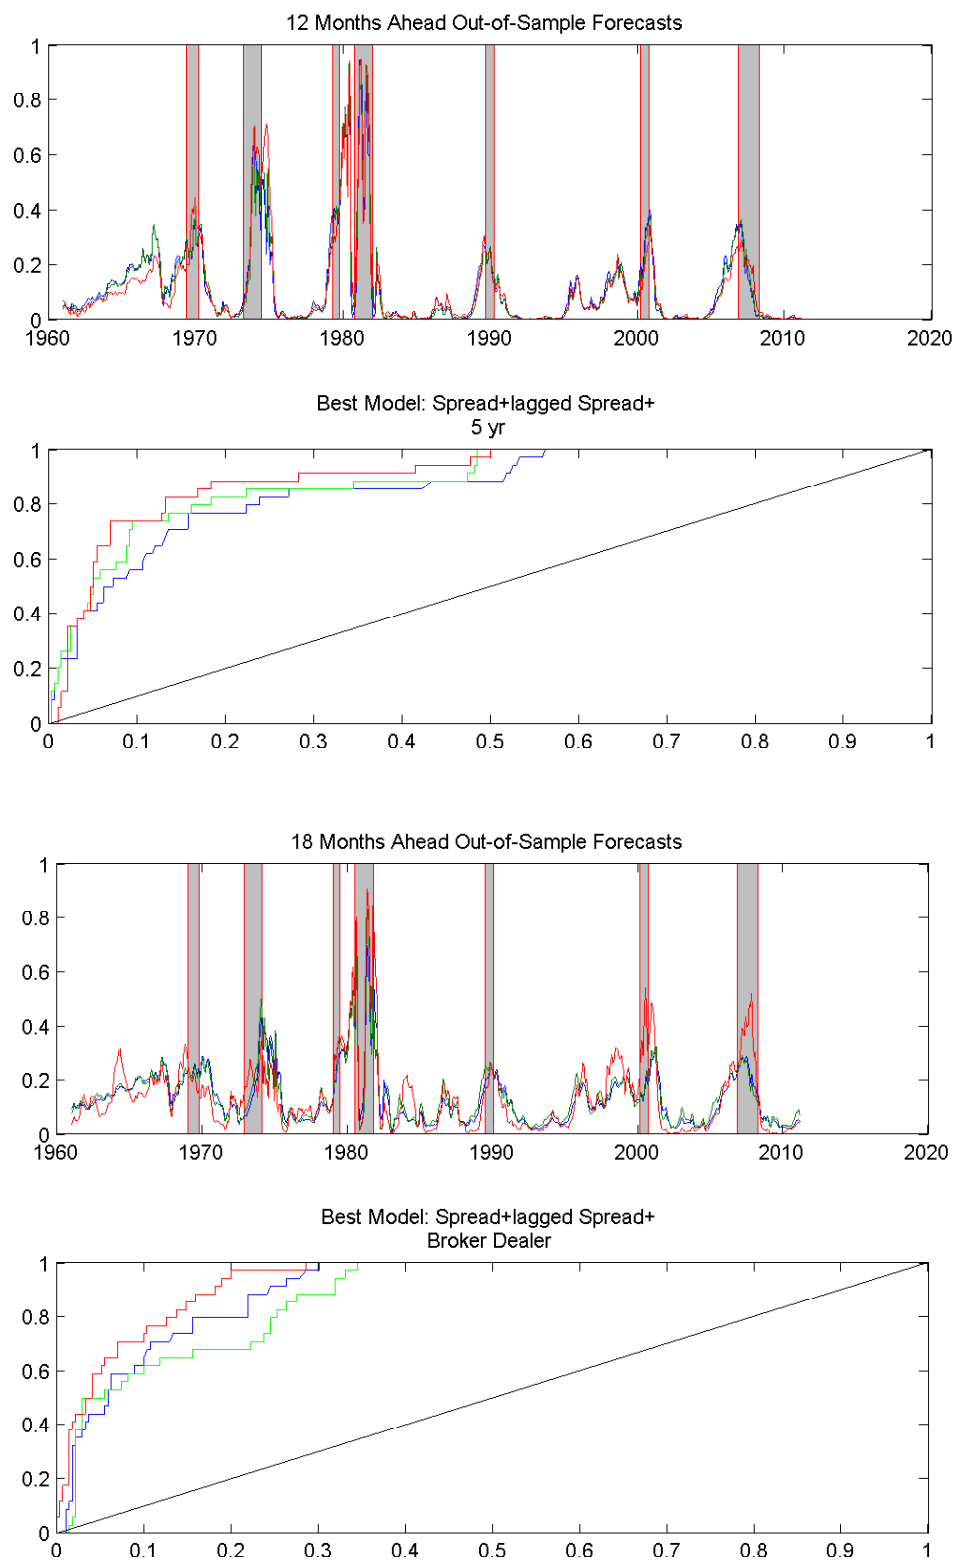 12 Months Ahead Out-of-Sample Forecasts
1
0.8
0.6
0.4
0.2
0
1960 1970 1980 1990 2000 2010 2020
Best Model: Spread+lagged Spread+
5 yr
1
0.8
0.6
0.4
0.2
0
0 0.1 0.2 0.3 0.4 0.5 0.6 0.7 0.8 0.9 1
18 Months Ahead Out-of-Sample Forecasts
1
0.8
0.6
0.4
0.2
0
1960 1970 1980 1990 2000 2010 2020
Best Model: Spread+lagged Spread+
Broker Dealer
1
0.8
0.6
0.4
0.2
0
0 0.1 0.2 0.3 0.4 0.5 0.6 0.7 0.8 0.9 1